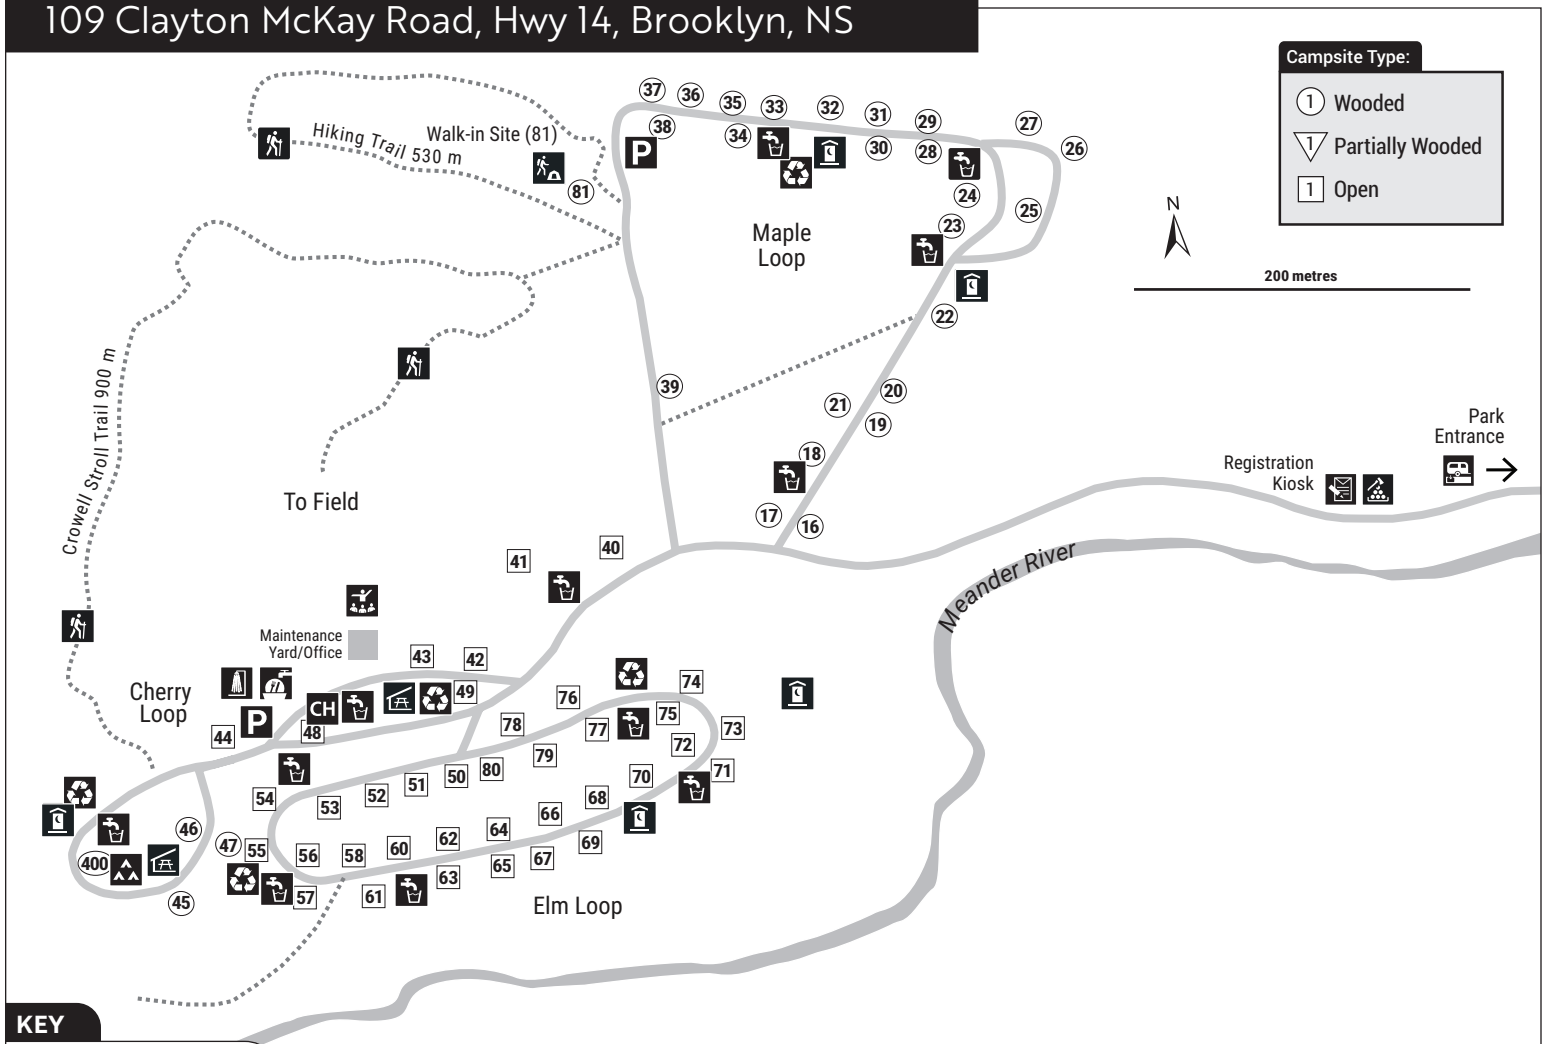 109 Clayton McKay Road, Hwy 14, Brooklyn, NS
Campsite Type:
1 Wooded
1 Partially Wooded
1 Open
N
200 metres
Hiking Trail 530 m
Walk-in Site (81)
81
37
36
35
33
32
31
29
27
26
38
34
30
28
24
25
23
22
P
Maple
Loop
39
21
20
19
18
17
16
Park
Entrance
Registration
Kiosk
Crowell Stroll Trail 900 m
To Field
41
40
Meander River
Maintenance
Yard/Office
43
42
49
Cherry
Loop
P
CH
44
48
76
74
75
73
78
77
72
79
71
80
70
50
51
52
53
54
68
66
64
62
60
58
56
55
47
46
400
45
57
61
63
65
67
69
Elm Loop
KEY